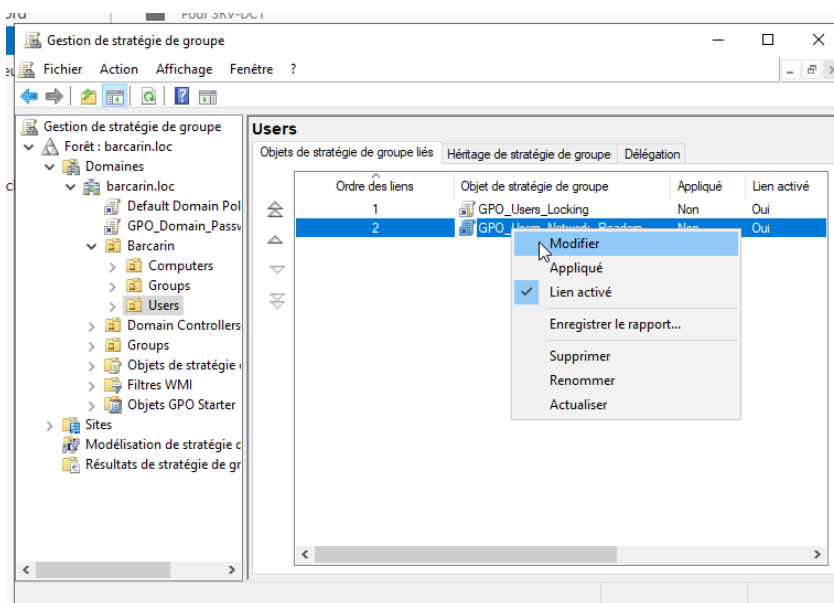 Pour SRV-DC1
Gestion de stratégie de groupe
Fichier Action Affichage Fenêtre ?
Gestion de stratégie de groupe
Forêt : barcarin.loc
Domaines
barcarin.loc
Default Domain Pol
GPO_Domain_Passw
Barcarin
Computers
Groups
Users
Domain Controllers
Groups
Objets de stratégie
Filtres WMI
Objets GPO Starter
Sites
Modélisation de stratégie d
Résultats de stratégie de gr
Users
Objets de stratégie de groupe liés Héritage de stratégie de groupe Délégation
Ordre des liens Objet de stratégie de groupe Appliqué Lien activé
1 GPO_Users_Locking Non Oui
2 GPO_Users_Network_Readers Non Oui
Modifier
Appliqué
Lien activé
Enregistrer le rapport...
Supprimer
Renommer
Actualiser